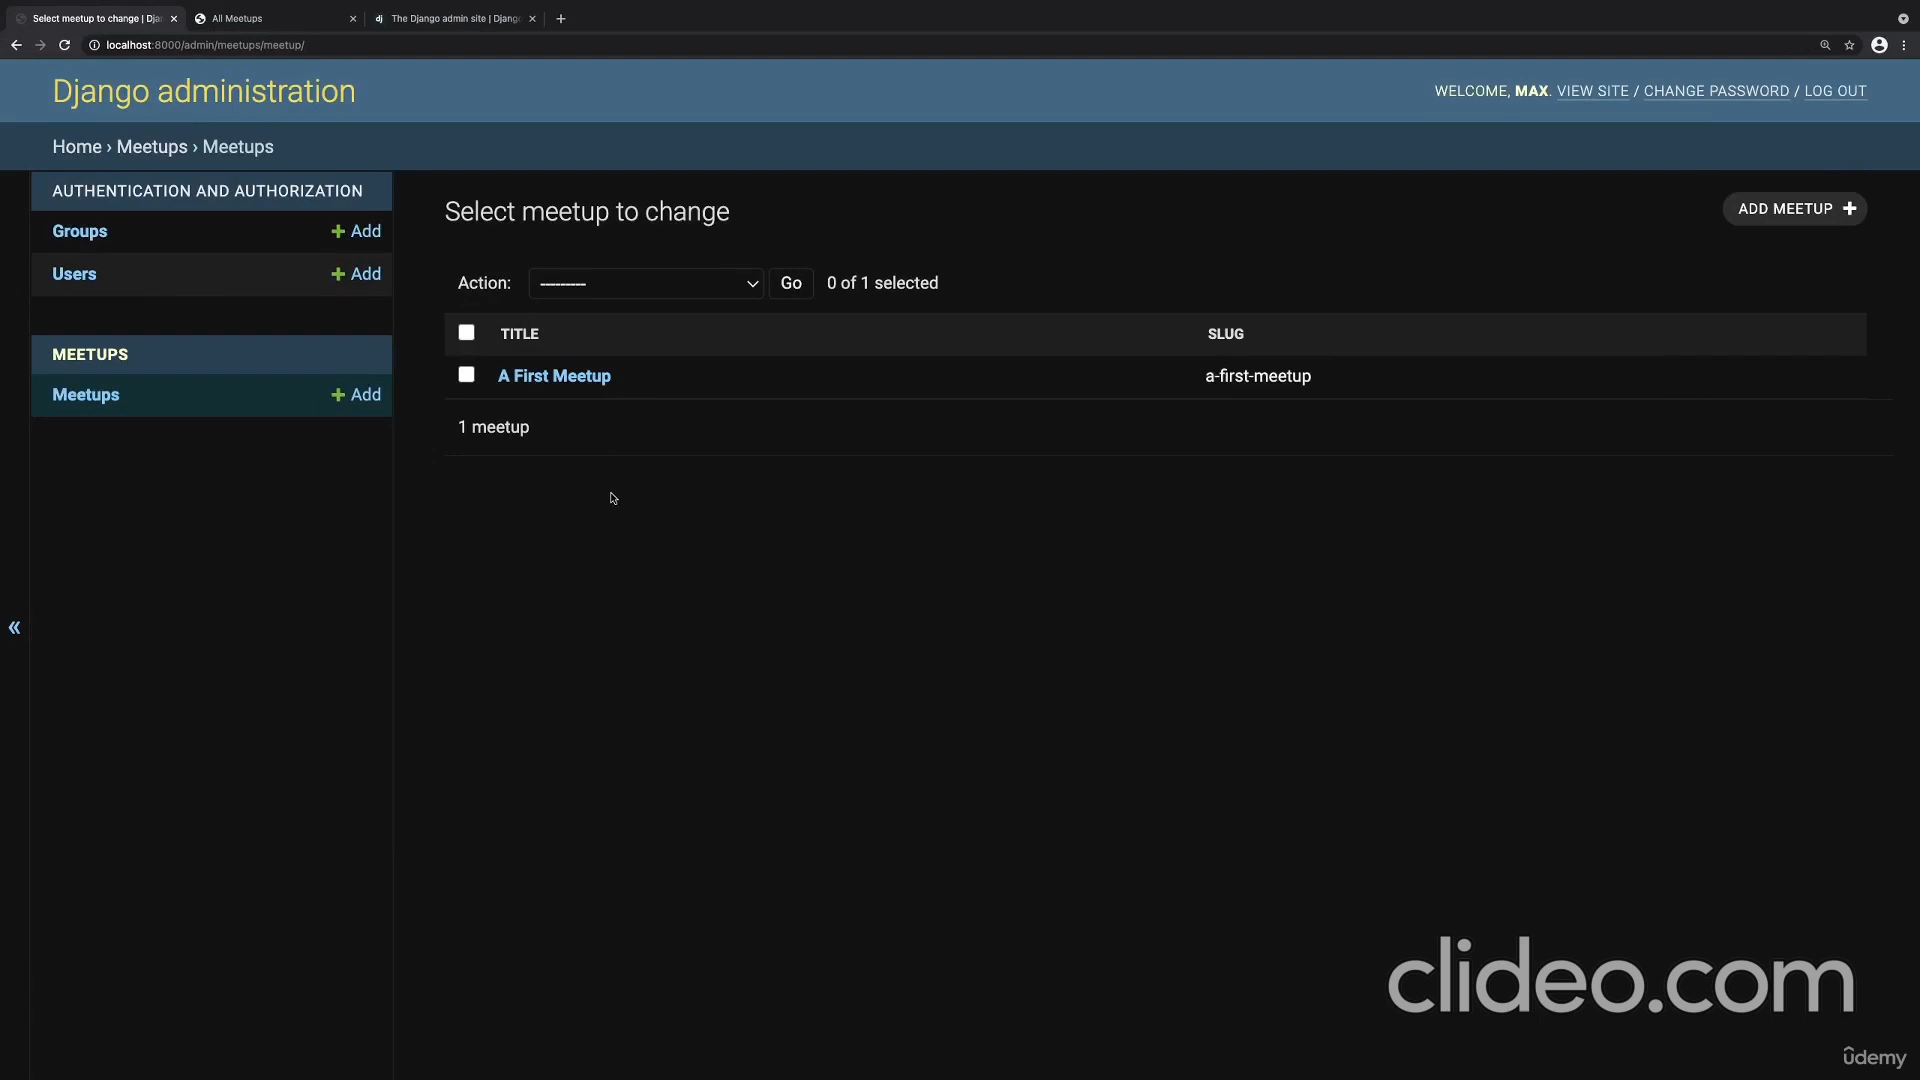 Select meetup to change | Dja
All Meetups
dj The Django admin site | Djang
localhost:8000/admin/meetups/meetup/
Django administration
WELCOME, MAX. VIEW SITE / CHANGE PASSWORD / LOG OUT
Home › Meetups › Meetups
AUTHENTICATION AND AUTHORIZATION
Groups + Add
Users + Add
MEETUPS
Meetups + Add
«
Select meetup to change
ADD MEETUP +
Action: --------- Go 0 of 1 selected
TITLE SLUG
A First Meetup a-first-meetup
1 meetup
clideo.com
udemy